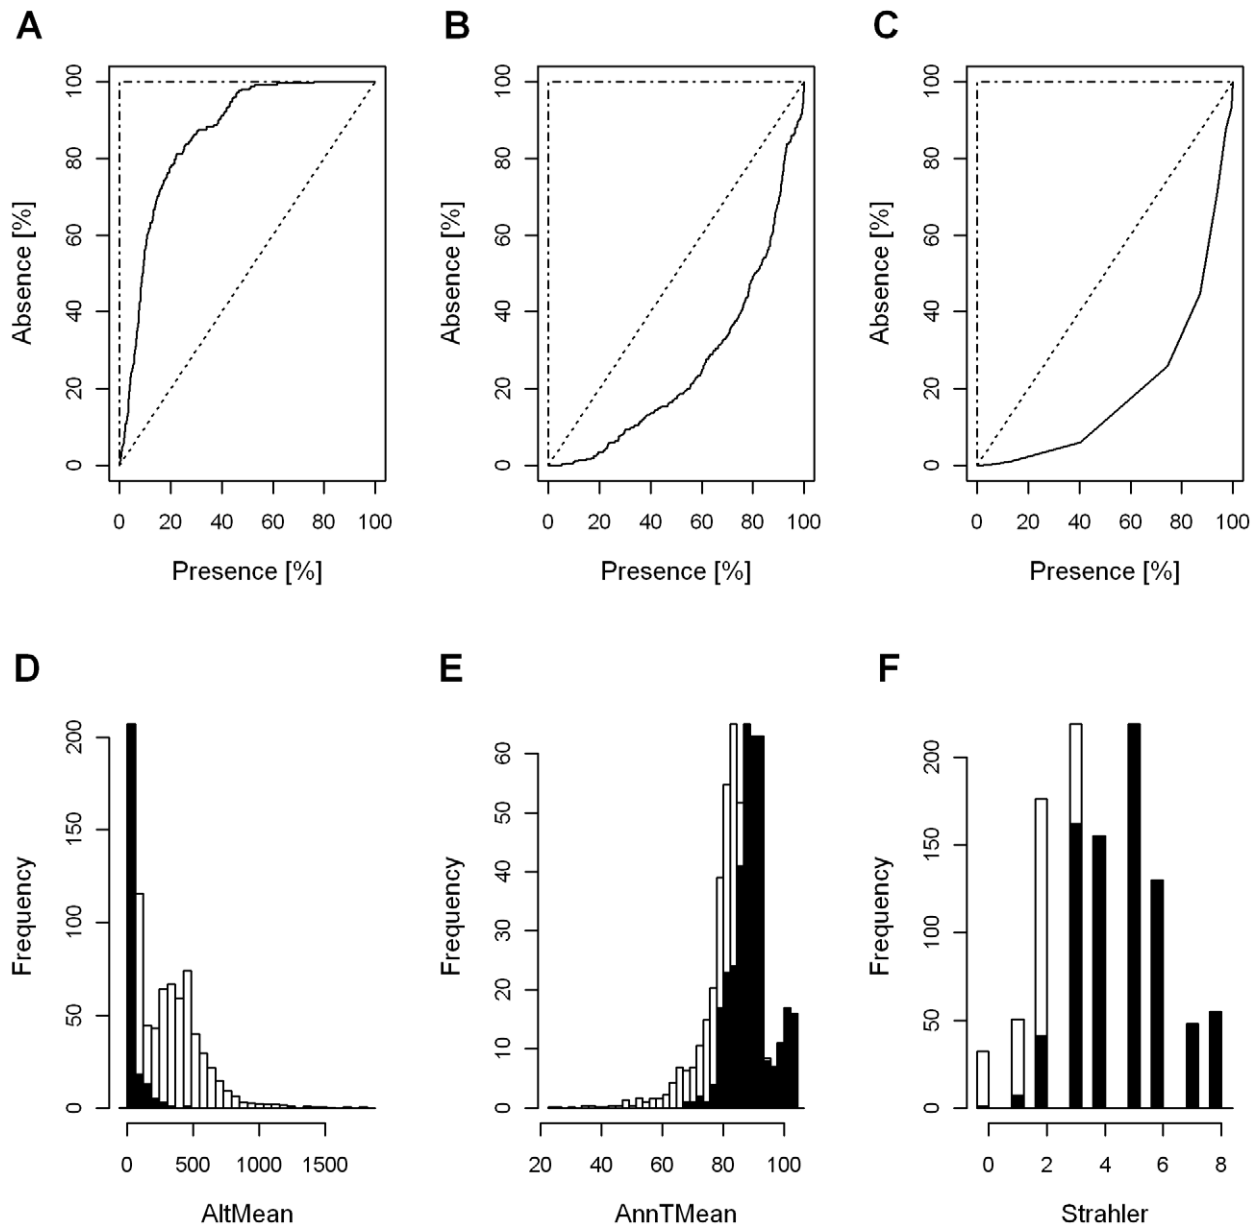 A B C
Absence [%]
0 20 40 60 80 100
0 20 40 60 80 100
Presence [%]
Absence [%]
0 20 40 60 80 100
0 20 40 60 80 100
Presence [%]
Absence [%]
0 20 40 60 80 100
0 20 40 60 80 100
Presence [%]
D E F
Frequency
0 50 100 150 200
0 500 1000 1500
AltMean
Frequency
0 10 20 30 40 50 60
20 40 60 80 100
AnnTMean
Frequency
0 50 100 150 200
0 2 4 6 8
Strahler